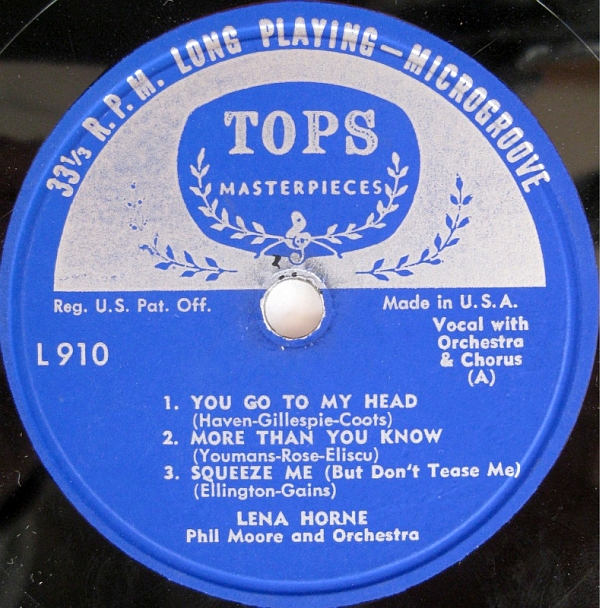 33⅓ R.P.M. LONG PLAYING—MICROGROOVE
TOPS
MASTERPIECES
Reg. U.S. Pat. Off.
Made in U.S.A.
L 910
Vocal with
Orchestra
& Chorus
(A)
1. YOU GO TO MY HEAD
(Haven-Gillespie-Coots)
2. MORE THAN YOU KNOW
(Youmans-Rose-Eliscu)
3. SQUEEZE ME (But Don't Tease Me)
(Ellington-Gains)
LENA HORNE
Phil Moore and Orchestra